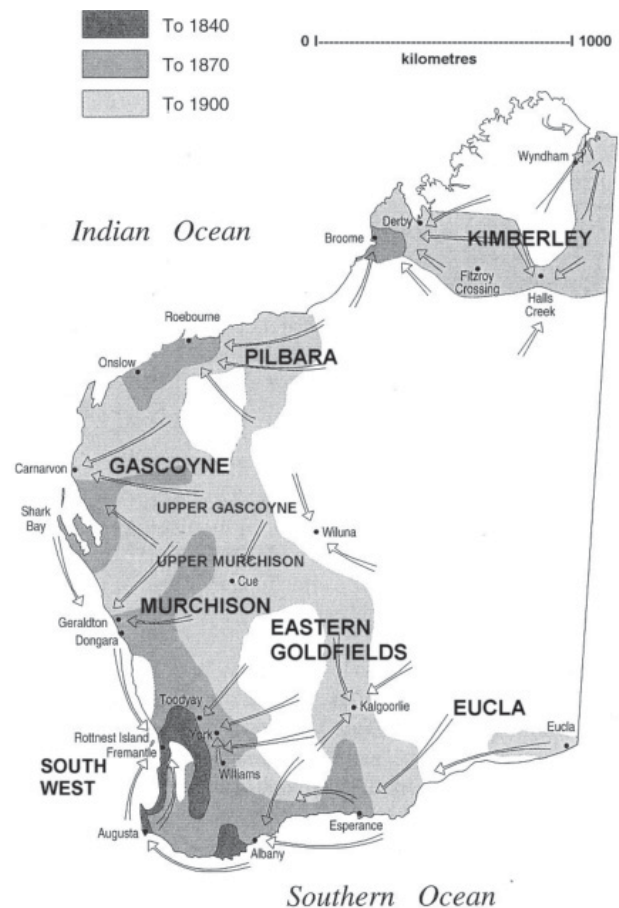 To 1840
To 1870
To 1900
0 1000
kilometres
Indian Ocean
Wyndham
Derby
Broome
KIMBERLEY
Fitzroy
Crossing
Halls
Creek
Roebourne
Onslow
PILBARA
Carnarvon
GASCOYNE
Shark
Bay
UPPER GASCOYNE
Wiluna
UPPER MURCHISON
Cue
MURCHISON
Geraldton
Dongara
EASTERN
GOLDFIELDS
Toodyay
Kalgoorlie
EUCLA
Eucla
York
Rottnest Island
Fremantle
SOUTH
WEST
Williams
Augusta
Albany
Esperance
Southern Ocean